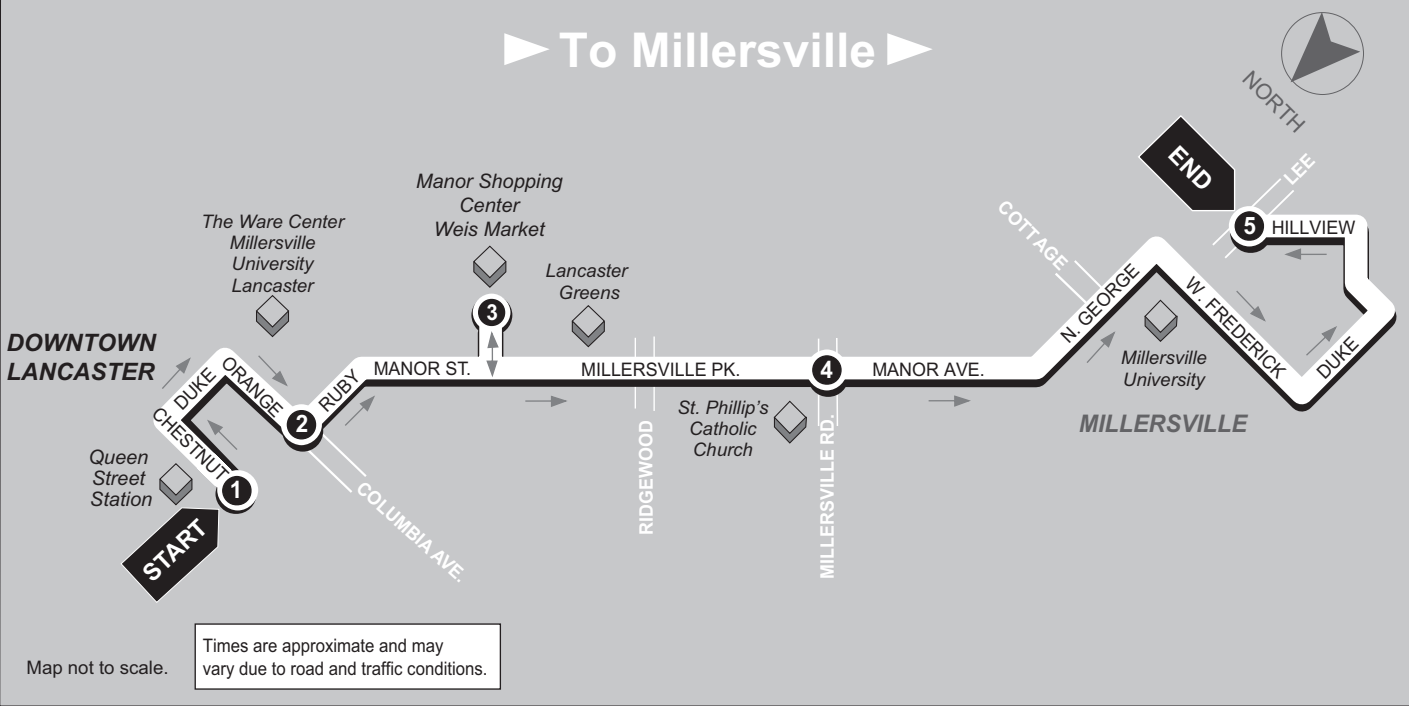 To Millersville
NORTH
END
LEE
5
HILLVIEW
COTTAGE
Manor Shopping
Center
Weis Market
The Ware Center
Millersville
University
Lancaster
Lancaster
Greens
3
DOWNTOWN
LANCASTER
CHESTNUT
DUKE
ORANGE
2
RUBY
MANOR ST.
MILLERSVILLE PK.
4
MANOR AVE.
N. GEORGE
W. FREDERICK
DUKE
Millersville
University
MILLERSVILLE
St. Phillip's
Catholic
Church
RIDGEWOOD
MILLERSVILLE RD.
COLUMBIA AVE.
Queen
Street
Station
1
START
Map not to scale.
Times are approximate and may
vary due to road and traffic conditions.